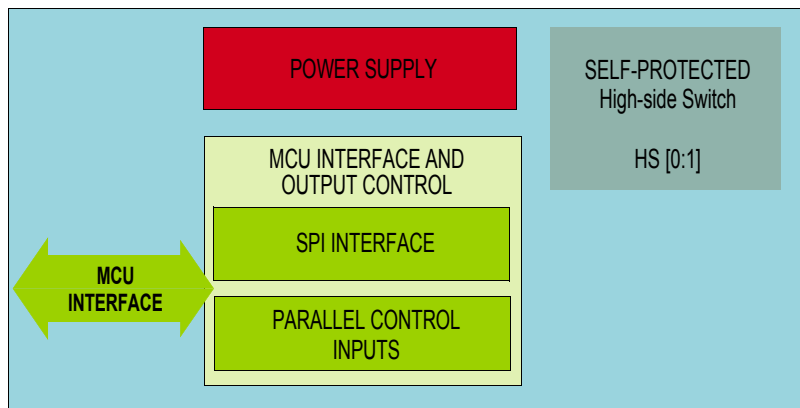 POWER SUPPLY
SELF-PROTECTED
High-side Switch
HS [0:1]
MCU INTERFACE AND
OUTPUT CONTROL
SPI INTERFACE
MCU
INTERFACE
PARALLEL CONTROL
INPUTS